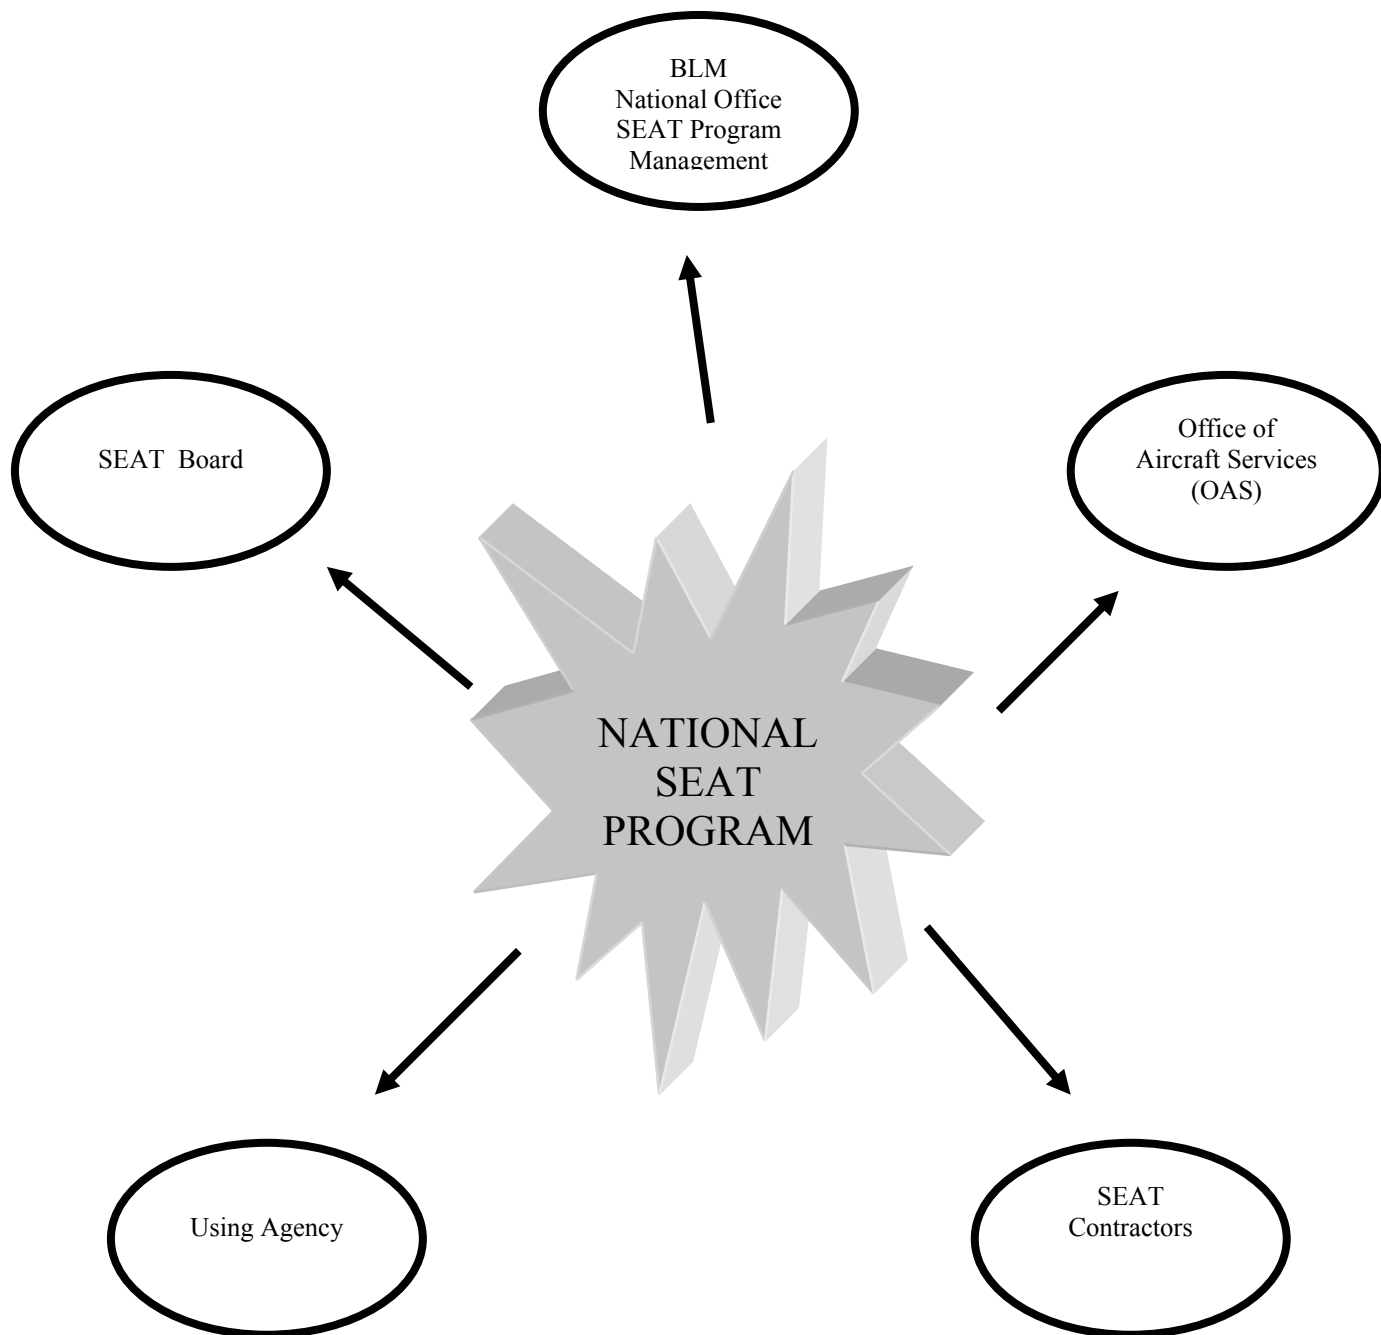 BLM
National Office
SEAT Program
Management
SEAT Board
Office of
Aircraft Services
(OAS)
NATIONAL
SEAT
PROGRAM
Using Agency
SEAT
Contractors